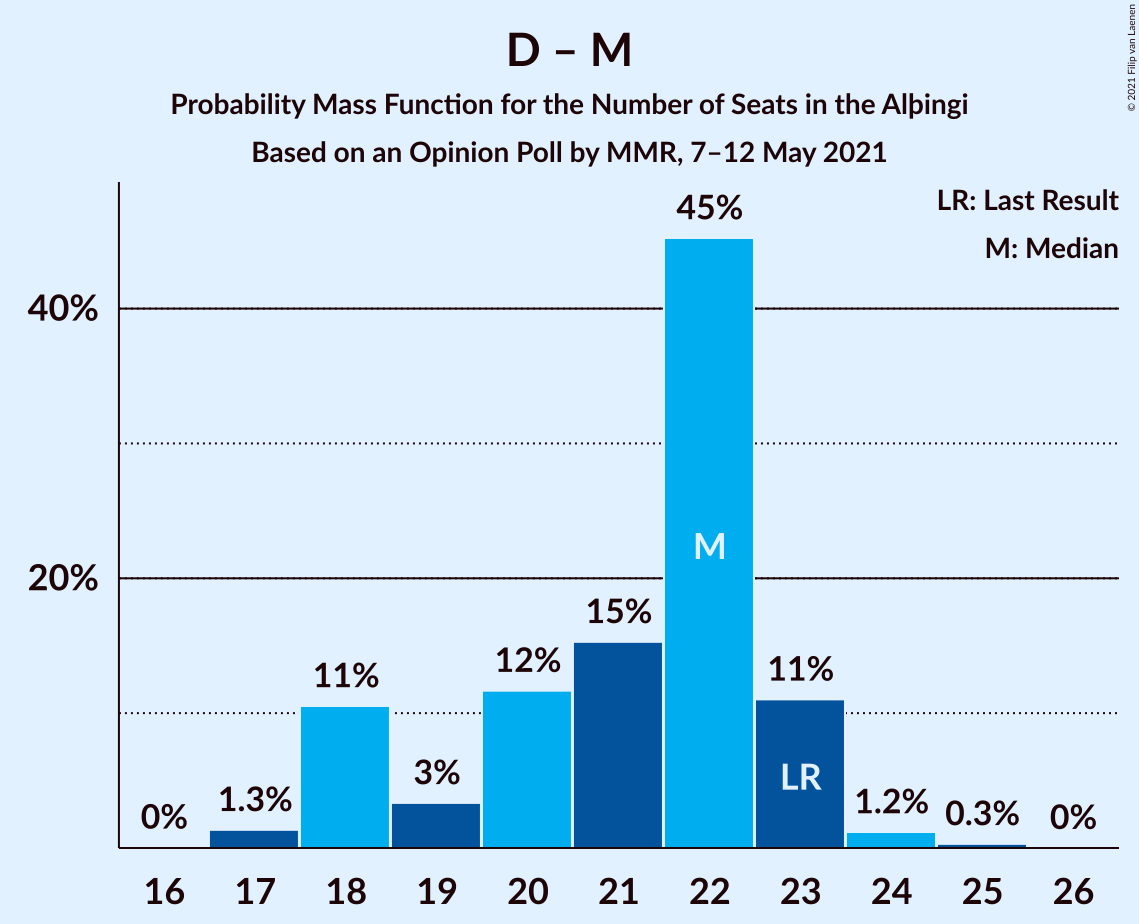 D – M
Probability Mass Function for the Number of Seats in the Alþingi
Based on an Opinion Poll by MMR, 7–12 May 2021
© 2021 Filip van Laenen
LR: Last Result
M: Median
45%
40%
M
20%
15%
12%
11%
11%
LR
3%
1.3%
1.2%
0.3%
0%
0%
16 17 18 19 20 21 22 23 24 25 26